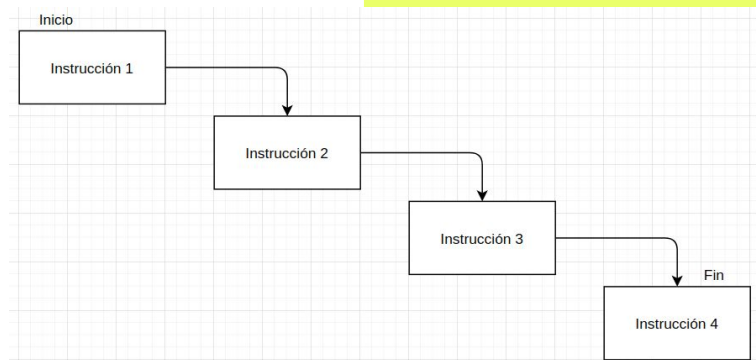 Inicio
Instrucción 1
Instrucción 2
Instrucción 3
Fin
Instrucción 4